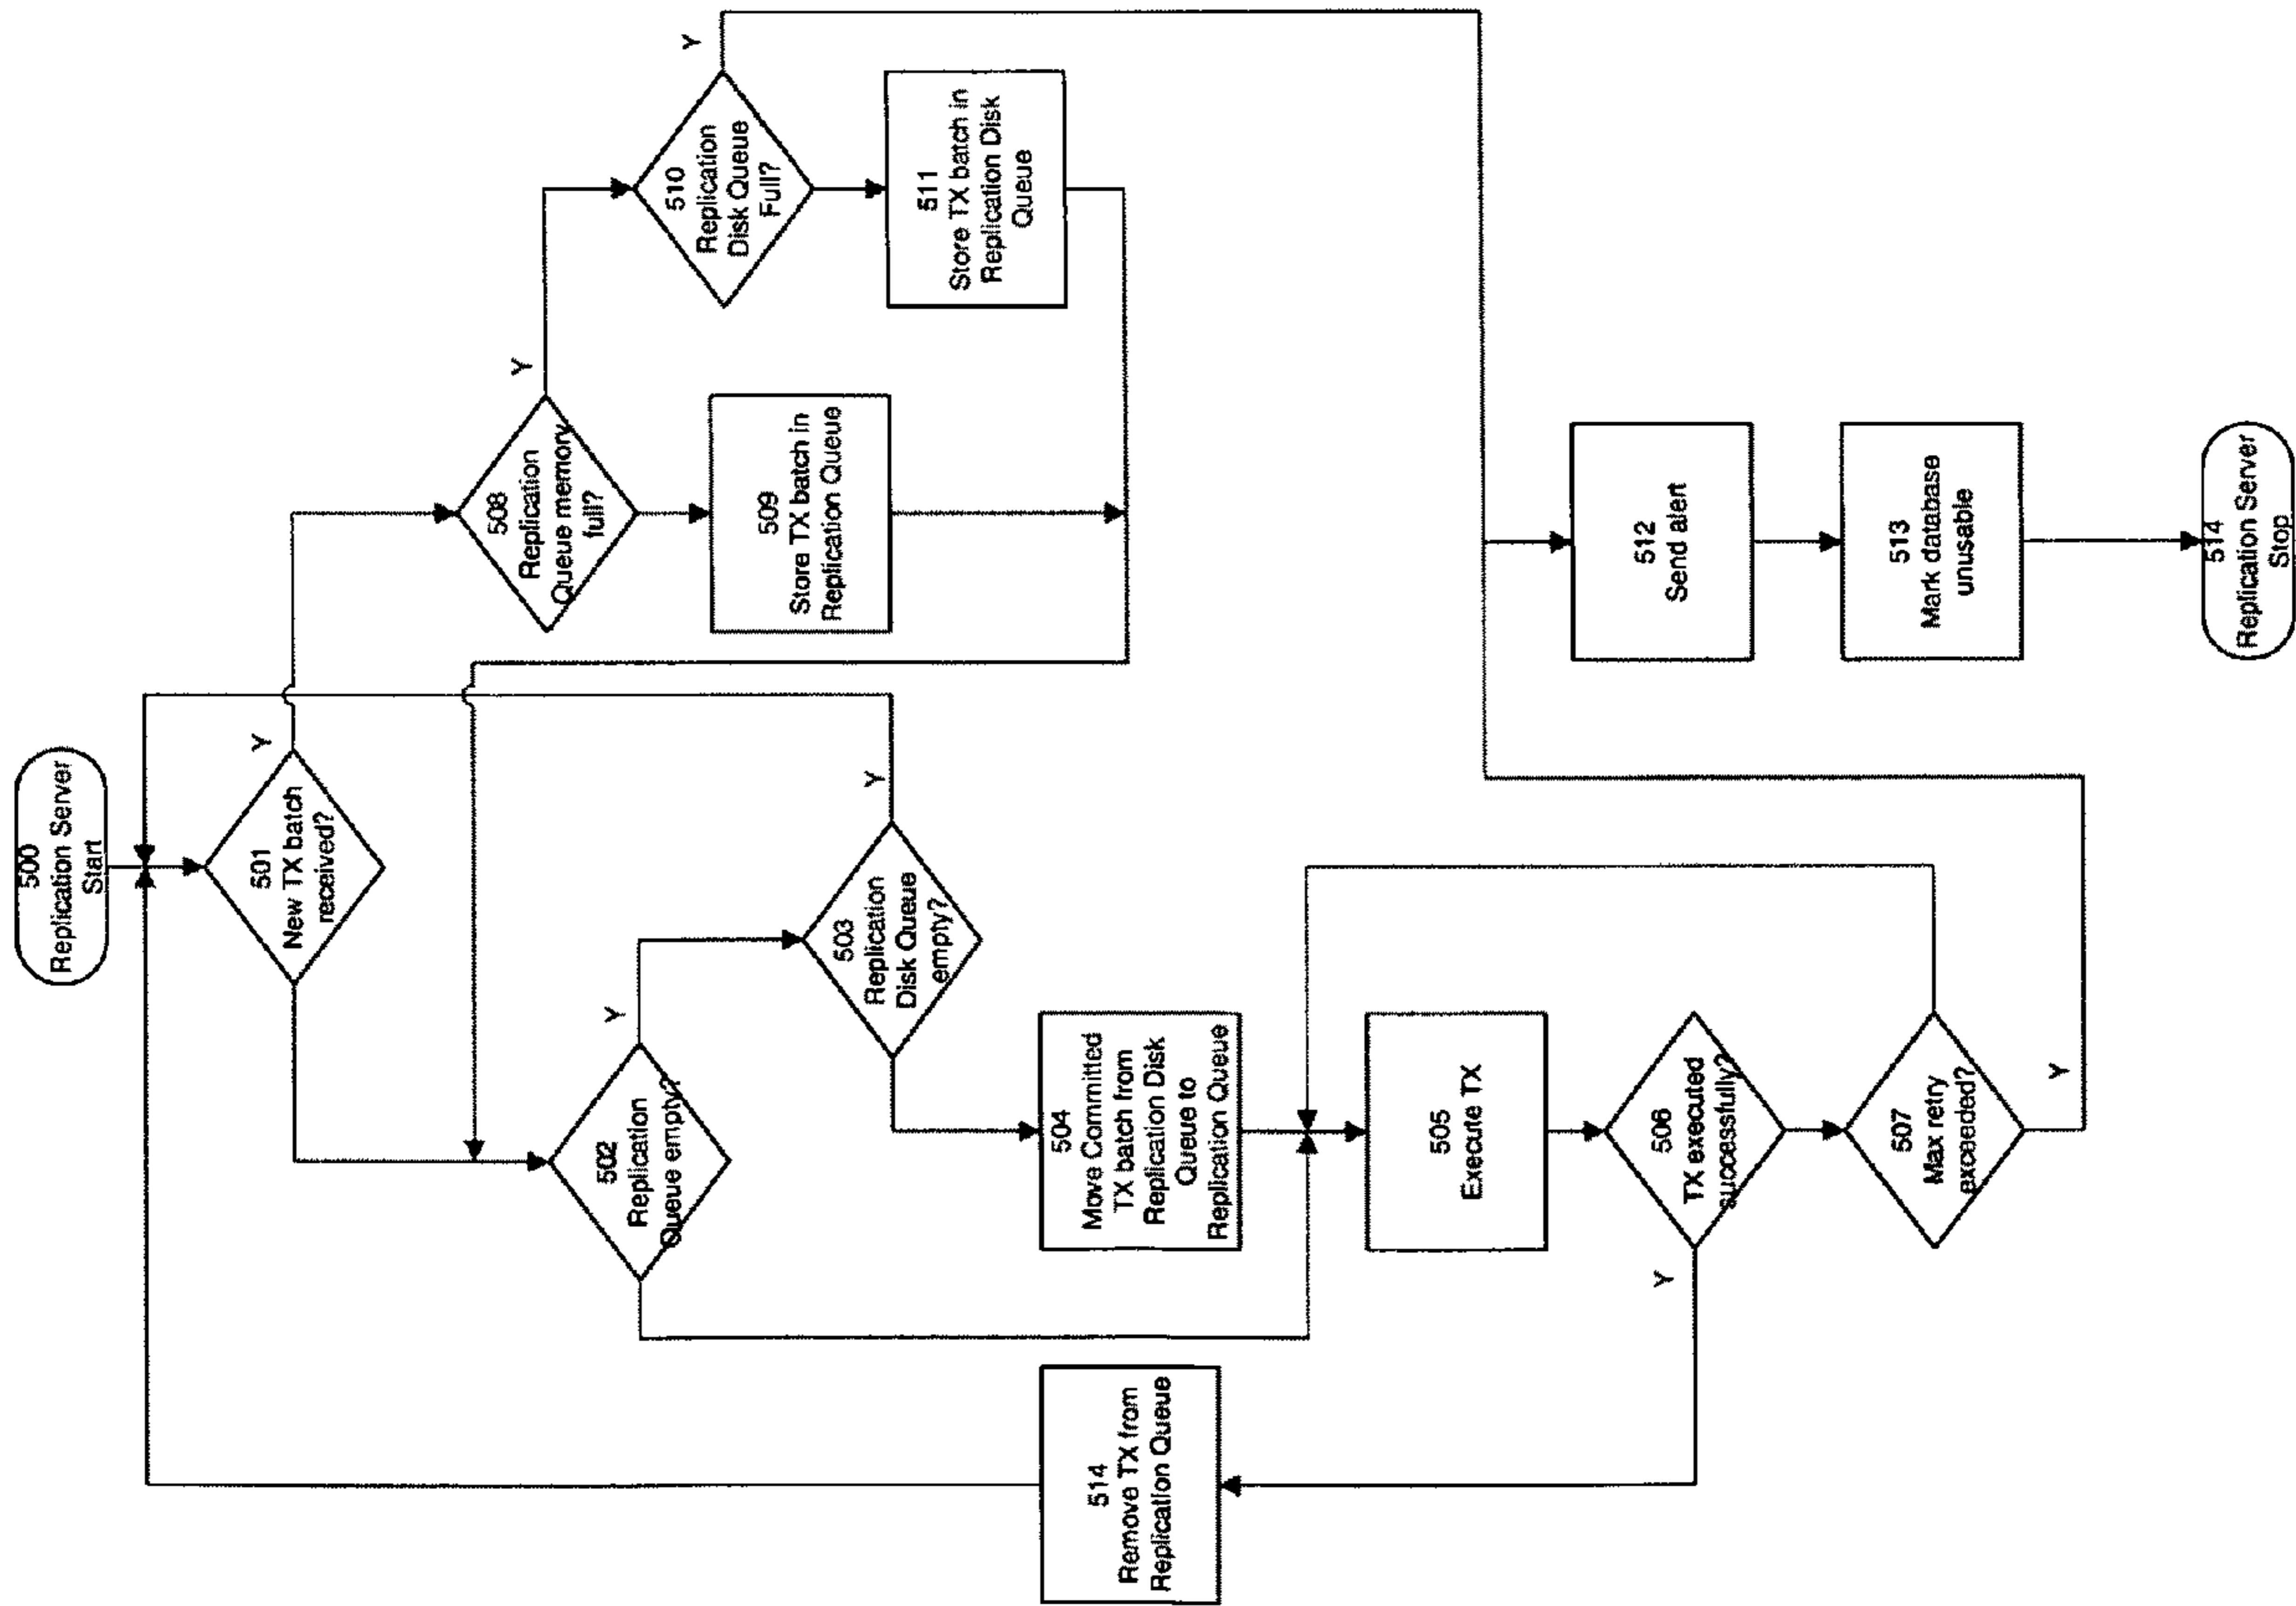 500
Replication Server
Start
501
New TX batch
received?
Y
502
Replication
Queue empty?
Y
503
Replication
Disk Queue
empty?
Y
504
Move Committed
TX batch from
Replication Disk
Queue to
Replication Queue
505
Execute TX
506
TX executed
successfully?
Y
507
Max retry
exceeded?
Y
508
Replication
Queue memory
full?
Y
509
Store TX batch in
Replication Queue
510
Replication
Disk Queue
Full?
Y
511
Store TX batch in
Replication Disk
Queue
512
Send alert
513
Mark database
unusable
514
Replication Server
Stop
514
Remove TX from
Replication Queue